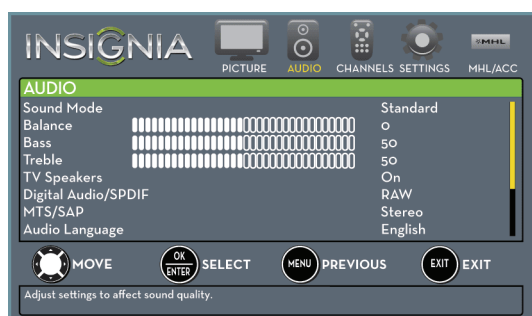 INSIGNIA
PICTURE AUDIO CHANNELS SETTINGS MHL MHL/ACC
AUDIO
Sound Mode Standard
Balance 0
Bass 50
Treble 50
TV Speakers On
Digital Audio/SPDIF RAW
MTS/SAP Stereo
Audio Language English
MOVE OK ENTER SELECT MENU PREVIOUS EXIT EXIT
Adjust settings to affect sound quality.